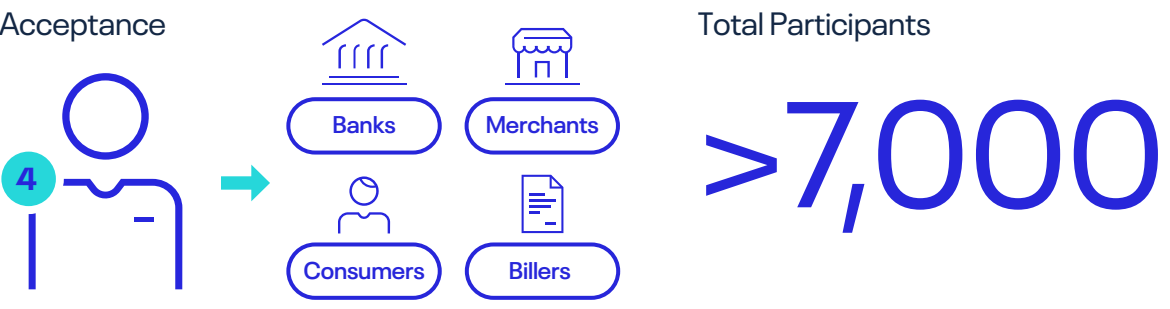 Acceptance
4
Banks
Merchants
Consumers
Billers
Total Participants
>7,000